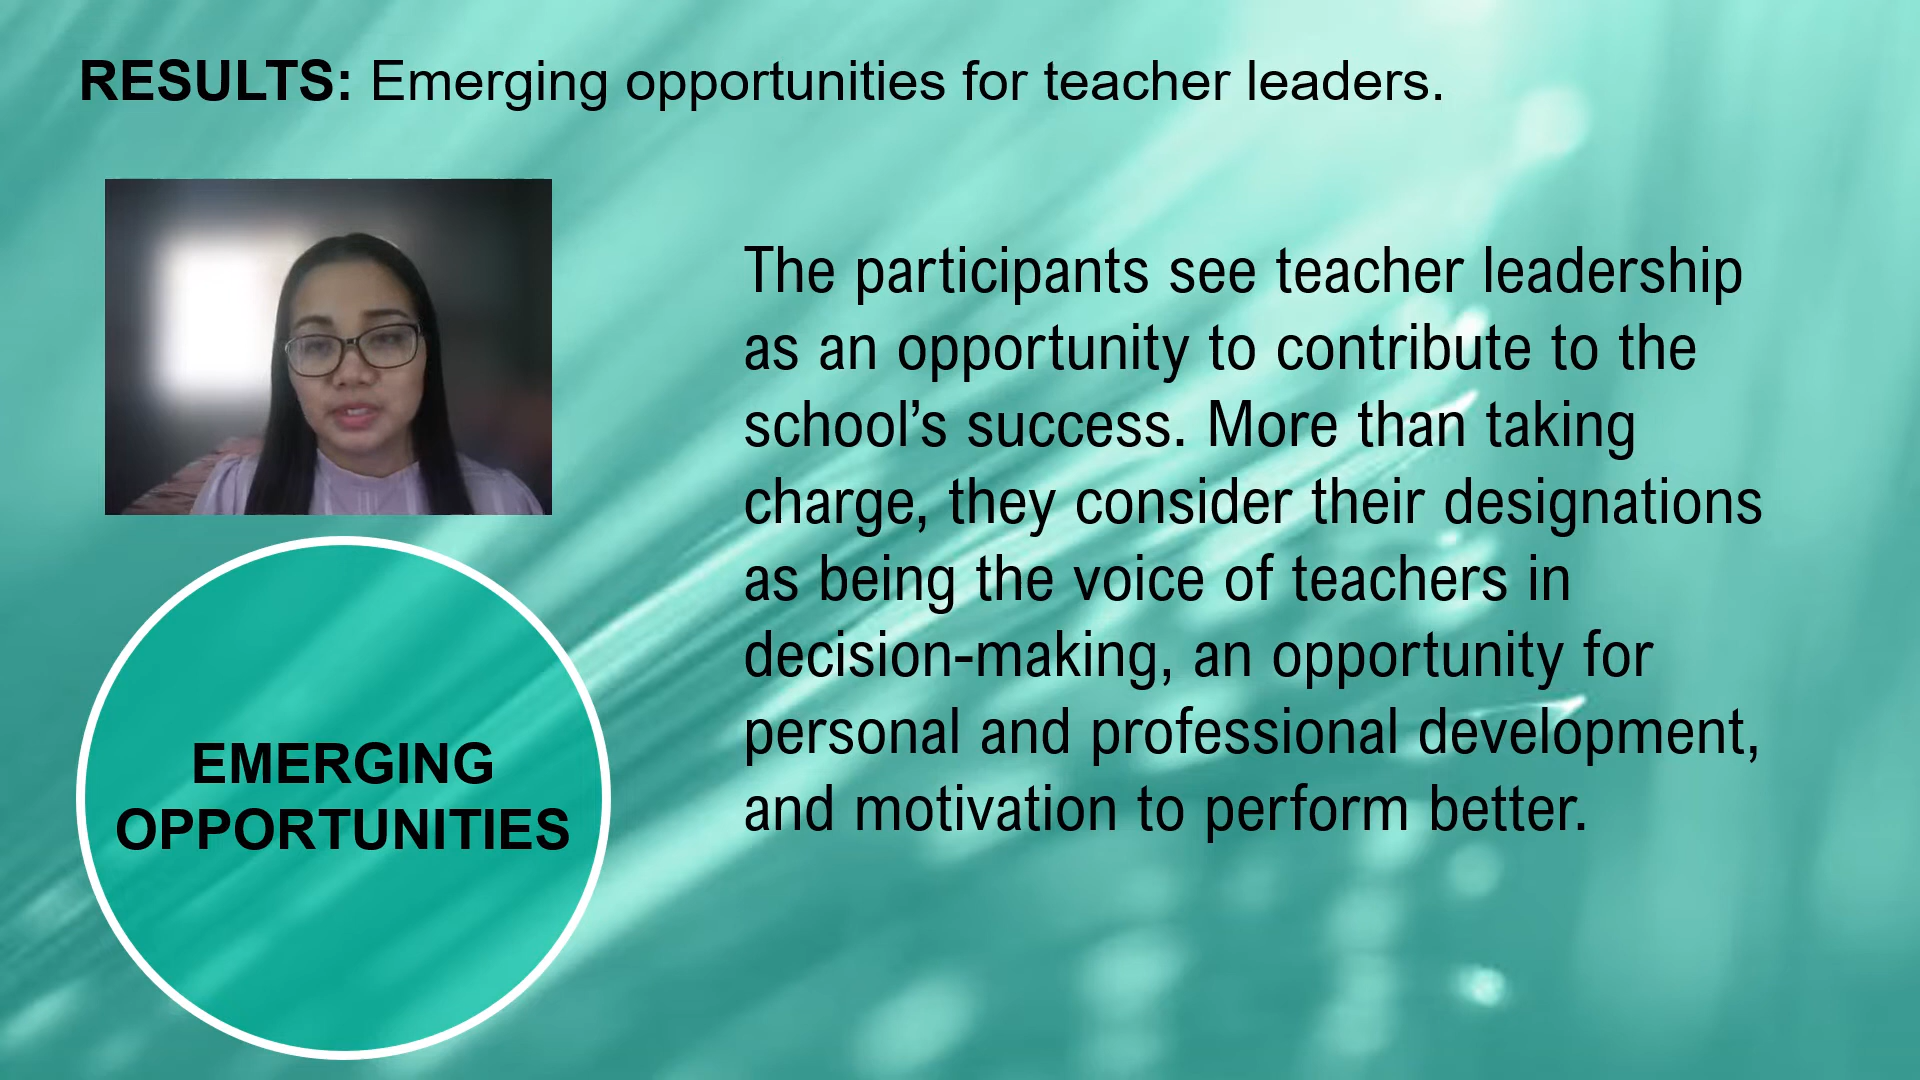 RESULTS: Emerging opportunities for teacher leaders.
The participants see teacher leadership
as an opportunity to contribute to the
school’s success. More than taking
charge, they consider their designations
as being the voice of teachers in
decision-making, an opportunity for
personal and professional development,
and motivation to perform better.
EMERGING
OPPORTUNITIES